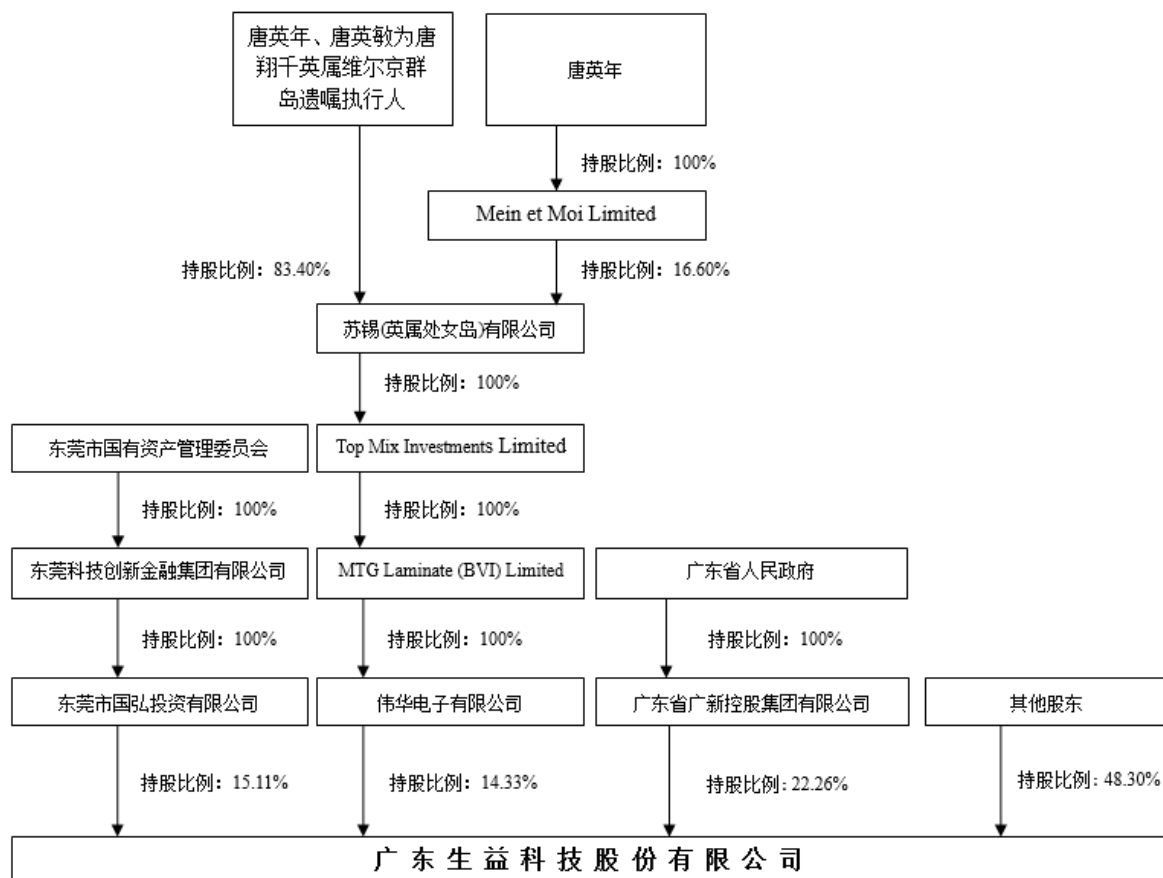 唐英年、唐英敏为唐
翔千英属维尔京群
岛遗嘱执行人
唐英年
持股比例：100%
Mein et Moi Limited
持股比例：83.40%
持股比例：16.60%
苏锡(英属处女岛)有限公司
持股比例：100%
东莞市国有资产管理委员会
Top Mix Investments Limited
持股比例：100%
持股比例：100%
东莞科技创新金融集团有限公司
MTG Laminate (BVI) Limited
广东省人民政府
持股比例：100%
持股比例：100%
持股比例：100%
东莞市国弘投资有限公司
伟华电子有限公司
广东省广新控股集团有限公司
其他股东
持股比例：15.11%
持股比例：14.33%
持股比例：22.26%
持股比例：48.30%
广东生益科技股份有限公司